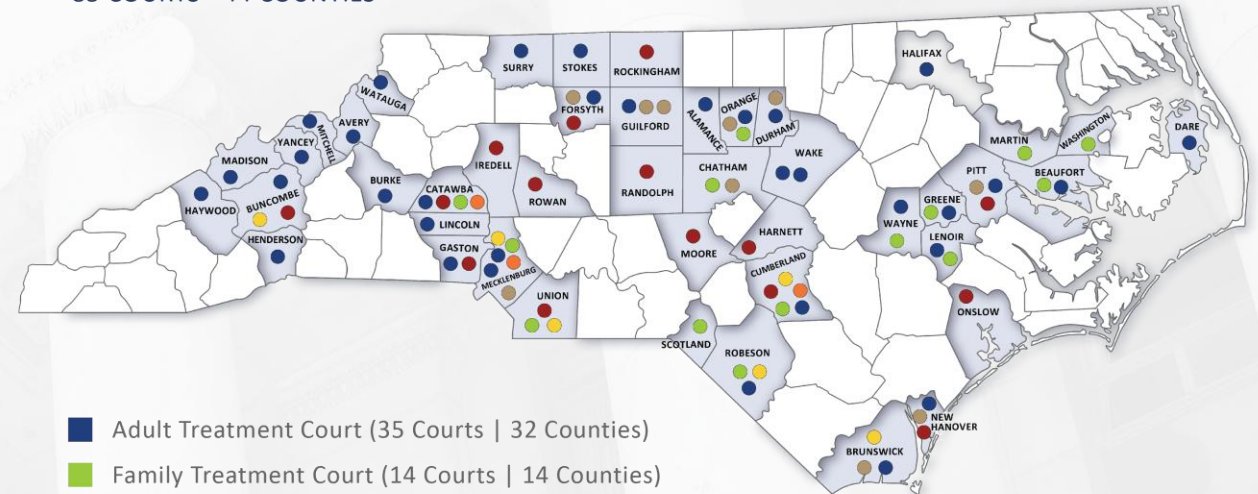 COURTS COUNTIES
HALIFAX
SURRY
STOKES
ROCKINGHAM
WATAUGA
FORSYTH
GUILFORD
ALAMANCE
ORANGE
DURHAM
MITCHELL
AVERY
YANCEY
MADISON
IREDELL
MARTIN
WASHINGTON
DARE
BUNCOMBE
HAYWOOD
BURKE
CATAWBA
ROWAN
RANDOLPH
CHATHAM
WAKE
PITT
BEAUFORT
HENDERSON
LINCOLN
GREENE
WAYNE
LENOIR
GASTON
MECKLENBURG
MOORE
HARNETT
CUMBERLAND
UNION
ONSLOW
SCOTLAND
ROBESON
NEW
HANOVER
BRUNSWICK
Adult Treatment Court (35 Courts | 32 Counties)
Family Treatment Court (14 Courts | 14 Counties)